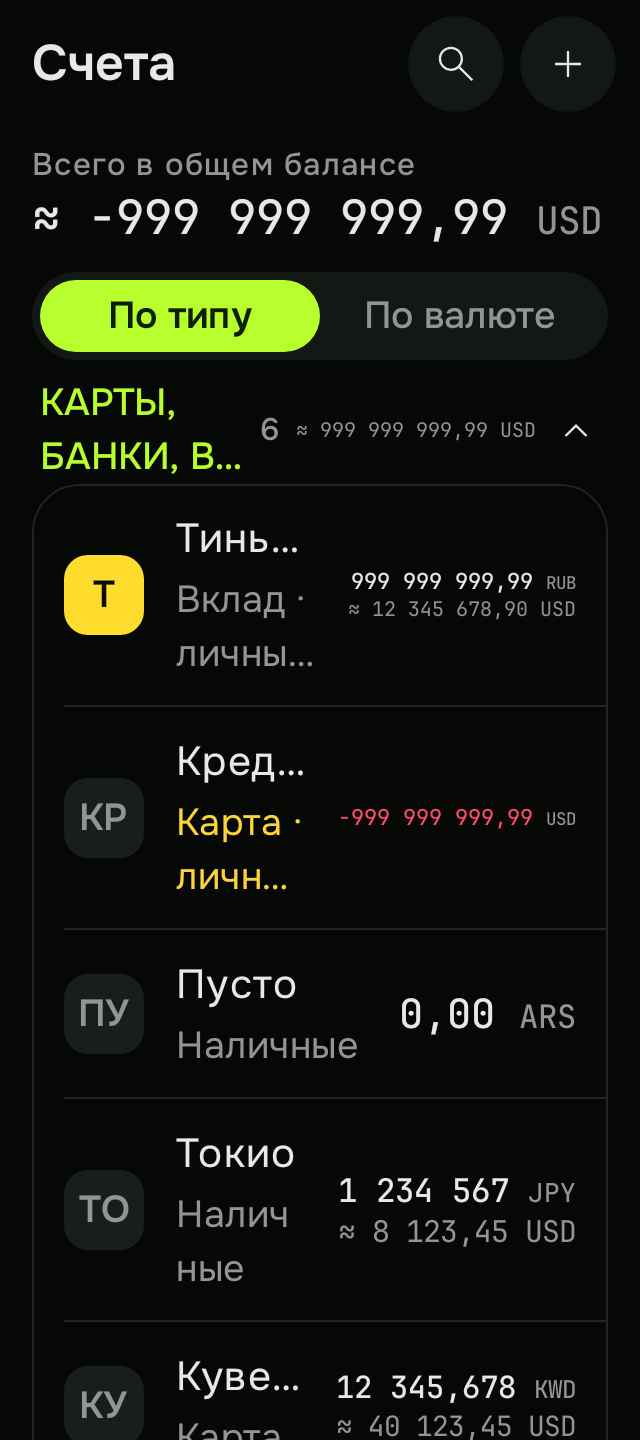 Счета
Всего в общем балансе
≈ -999 999 999,99 USD
По типу По валюте
КАРТЫ,
БАНКИ, В…
6 ≈ 999 999 999,99 USD
Т
Тинь…
Вклад ·
личны…
999 999 999,99 RUB
≈ 12 345 678,90 USD
КР
Кред…
Карта ·
личн…
-999 999 999,99 USD
ПУ
Пусто
Наличные
0,00 ARS
ТО
Токио
Налич
ные
1 234 567 JPY
≈ 8 123,45 USD
КУ
Куве…
Карта
12 345,678 KWD
≈ 40 123,45 USD